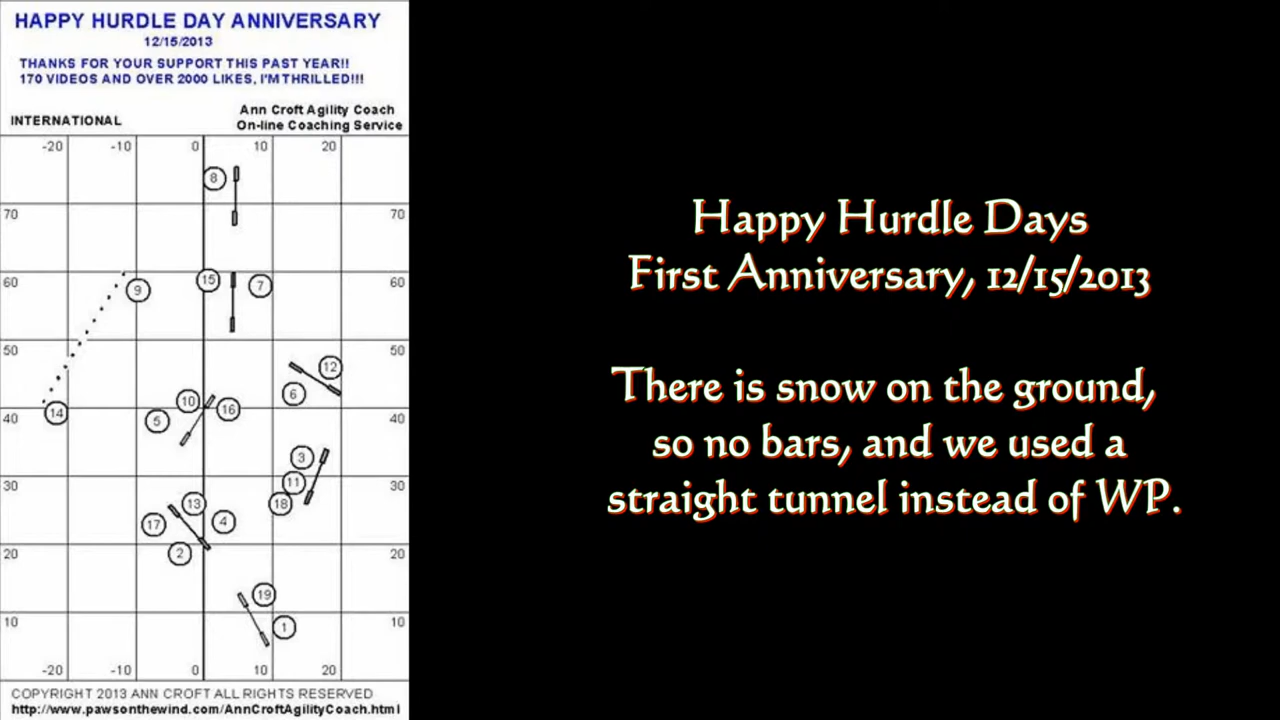 HAPPY HURDLE DAY ANNIVERSARY
12/15/2013
THANKS FOR YOUR SUPPORT THIS PAST YEAR!!
170 VIDEOS AND OVER 2000 LIKES, I'M THRILLED!!!
Ann Croft Agility Coach
INTERNATIONAL On-line Coaching Service
-20 -10 0 10 20
8
70 70
60 15 7 60
9
50 50
12
6
14 40 5 10 16 40
3
30 11 30
13 18
17 4
20 2 20
19
10 1 10
-20 -10 0 10 20
COPYRIGHT 2013 ANN CROFT ALL RIGHTS RESERVED
http://www.pawsonthewind.com/AnnCroftAgilityCoach.html
Happy Hurdle Days
First Anniversary, 12/15/2013
There is snow on the ground,
so no bars, and we used a
straight tunnel instead of WP.